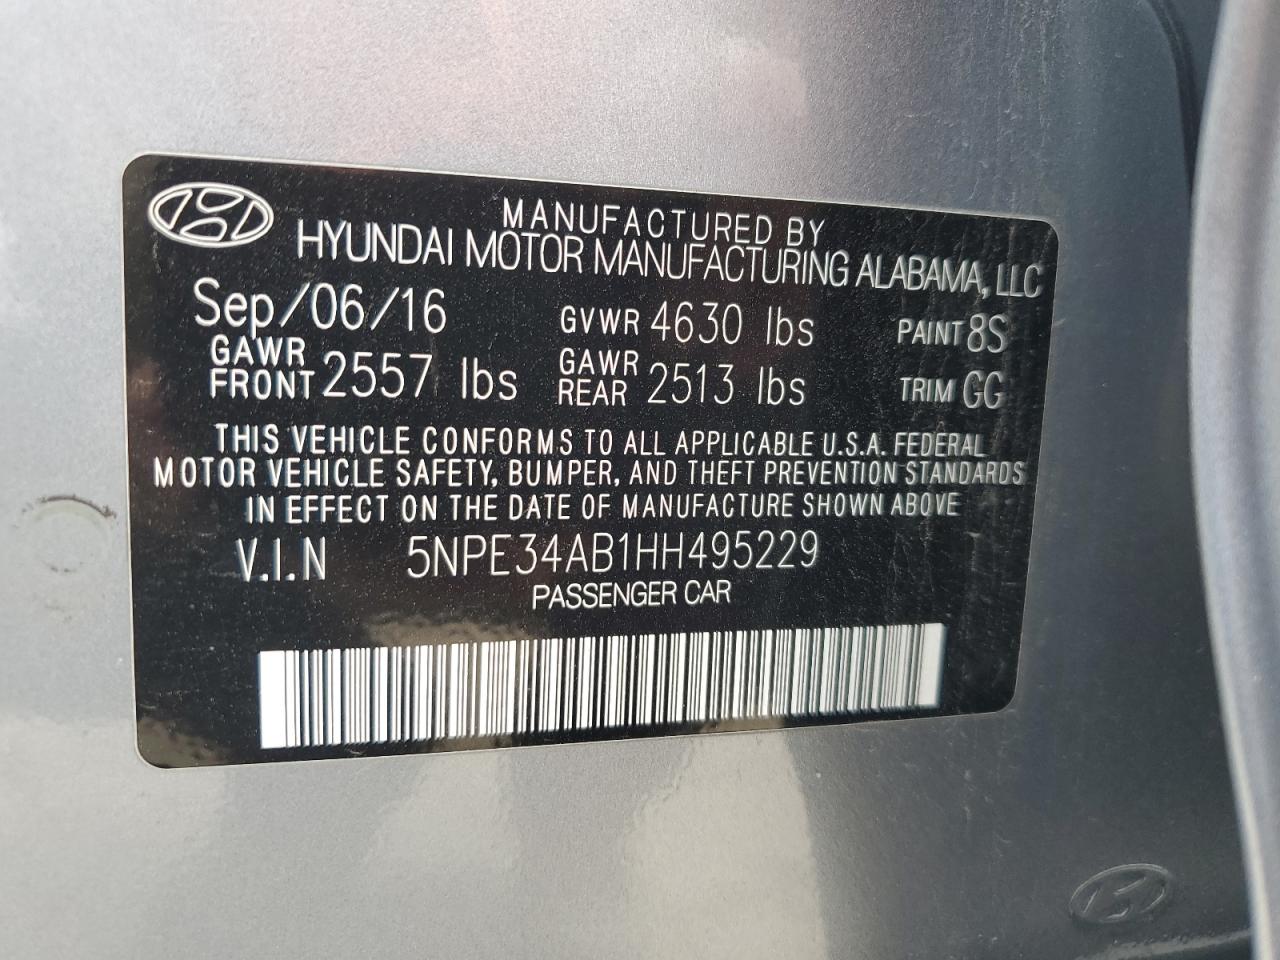 MANUFACTURED BY
HYUNDAI MOTOR MANUFACTURING ALABAMA, LLC
Sep/06/16 GVWR 4630 lbs PAINT 8S
GAWR FRONT 2557 lbs GAWR REAR 2513 lbs TRIM GG
THIS VEHICLE CONFORMS TO ALL APPLICABLE U.S.A. FEDERAL
MOTOR VEHICLE SAFETY, BUMPER, AND THEFT PREVENTION STANDARDS
IN EFFECT ON THE DATE OF MANUFACTURE SHOWN ABOVE
V.I.N 5NPE34AB1HH495229
PASSENGER CAR